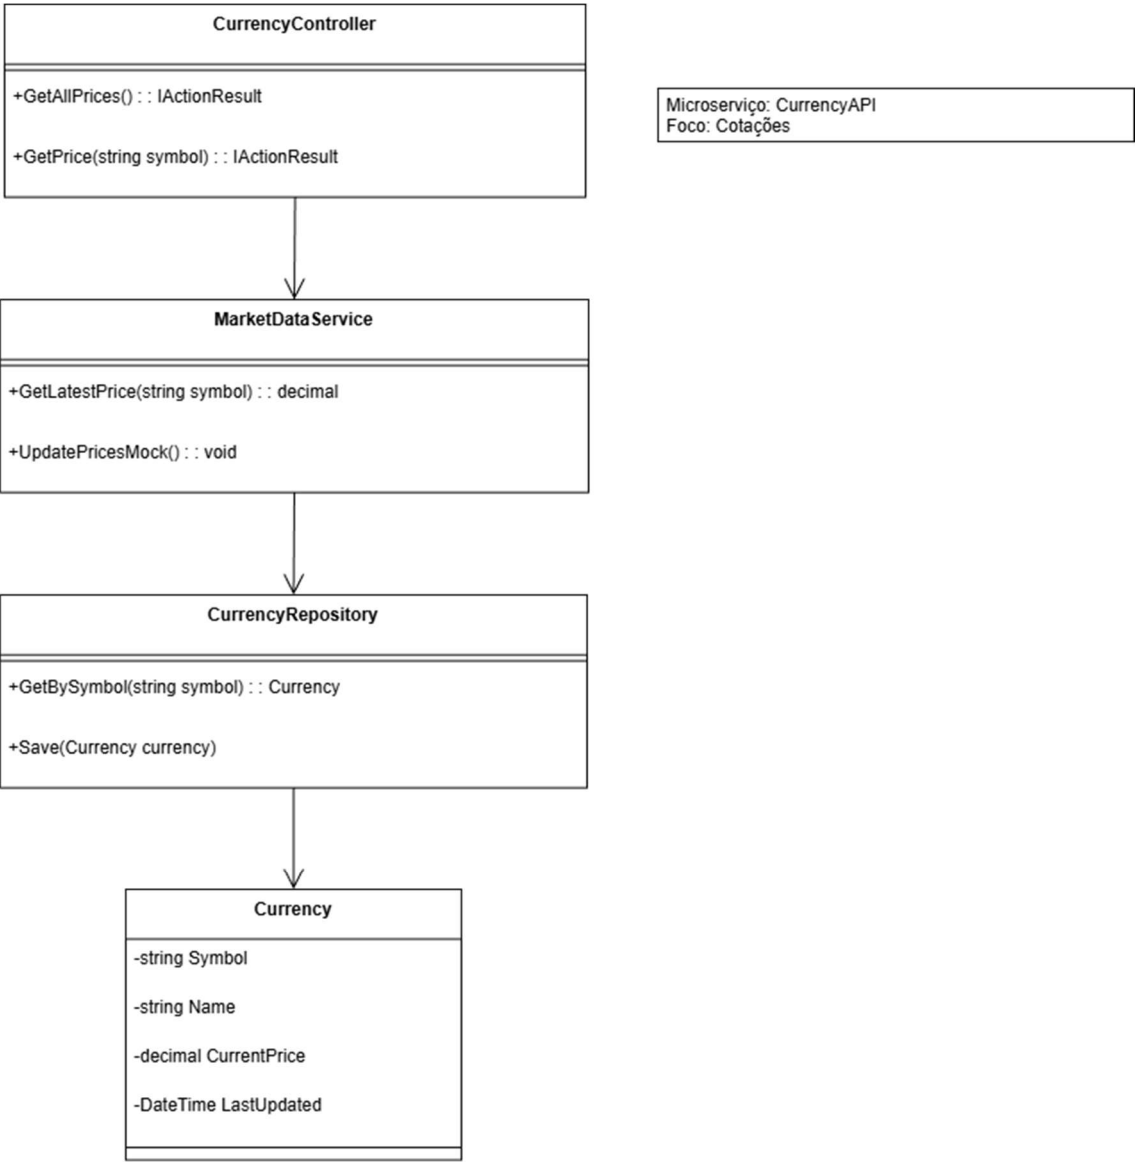 CurrencyController
+GetAllPrices() : : IActionResult
+GetPrice(string symbol) : : IActionResult
Microserviço: CurrencyAPI
Foco: Cotações
MarketDataService
+GetLatestPrice(string symbol) : : decimal
+UpdatePricesMock() : : void
CurrencyRepository
+GetBySymbol(string symbol) : : Currency
+Save(Currency currency)
Currency
-string Symbol
-string Name
-decimal CurrentPrice
-DateTime LastUpdated